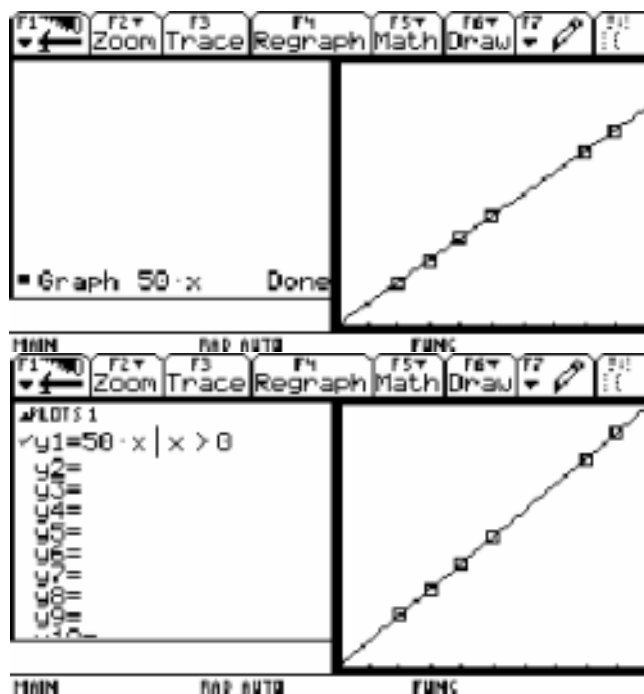 F1 F2 F3 F4 F5 F6 F7
Zoom Trace Regraph Math Draw
Graph 50·x Done
MAIN RAD AUTO FUNC
F1 F2 F3 F4 F5 F6 F7
Zoom Trace Regraph Math Draw
PLOTS 1
✓y1=50·x|x>0
y2=
y3=
y4=
y5=
y6=
y7=
y8=
y9=
y10=
MAIN RAD AUTO FUNC